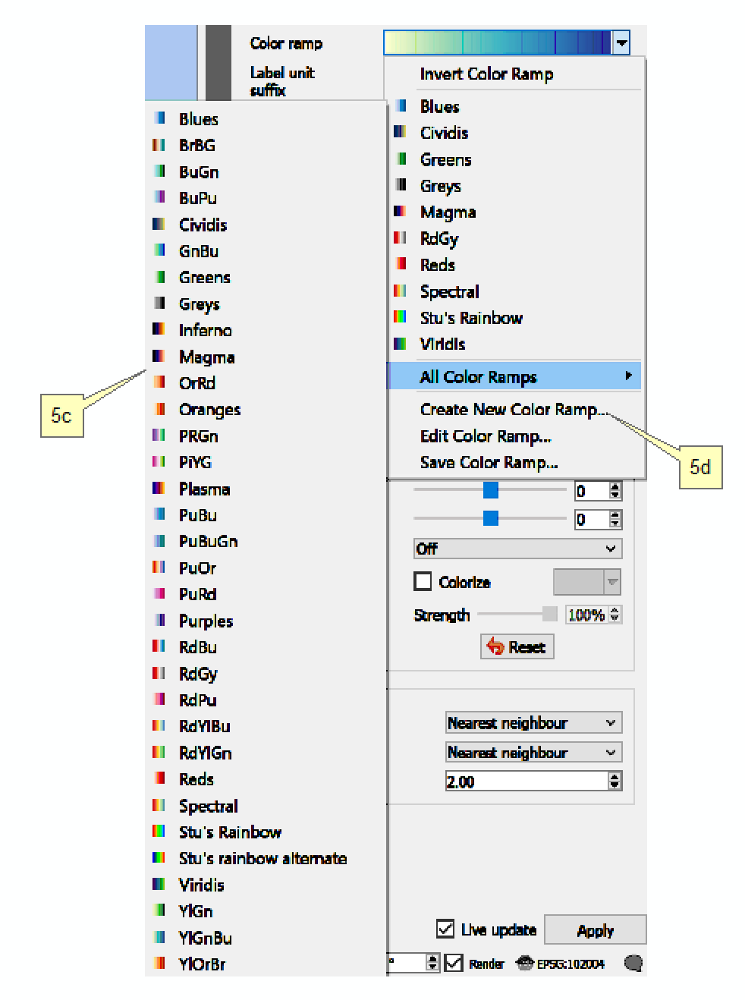 Color ramp
Label unit
suffix
Invert Color Ramp
Blues
Cividis
Greens
Greys
Magma
RdGy
Reds
Spectral
Stu's Rainbow
Viridis
All Color Ramps
Create New Color Ramp...
Edit Color Ramp...
Save Color Ramp...
5d
Blues
BrBG
BuGn
BuPu
Cividis
GnBu
Greens
Greys
Inferno
Magma
OrRd
Oranges
PRGn
PiYG
Plasma
PuBu
PuBuGn
PuOr
PuRd
Purples
RdBu
RdGy
RdPu
RdYlBu
RdYlGn
Reds
Spectral
Stu's Rainbow
Stu's rainbow alternate
Viridis
YlGn
YlGnBu
YlOrBr
5c
0
0
Off
Colorize
Strength 100%
Reset
Nearest neighbour
Nearest neighbour
2.00
Live update Apply
° Render EPSG:102004